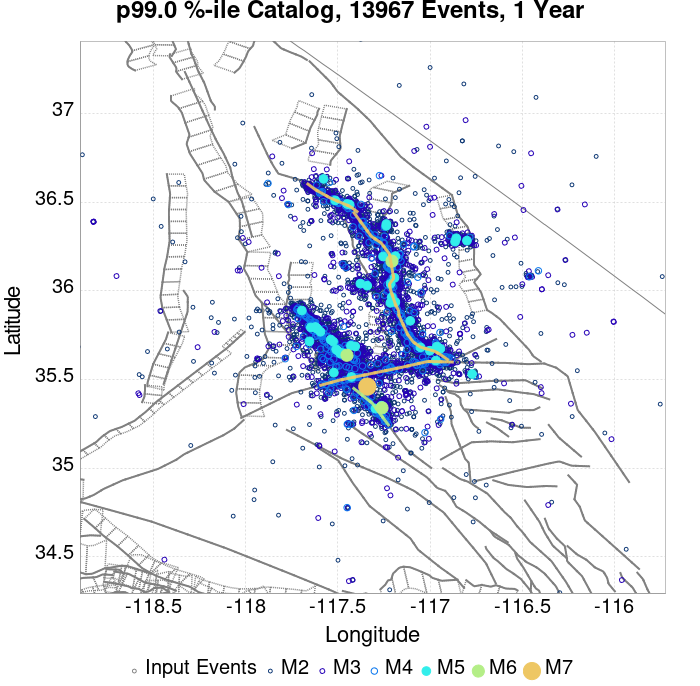 p99.0 %-ile Catalog, 13967 Events, 1 Year
Latitude
37
36.5
36
35.5
35
34.5
-118.5 -118 -117.5 -117 -116.5 -116
Longitude
Input Events M2 M3 M4 M5 M6 M7